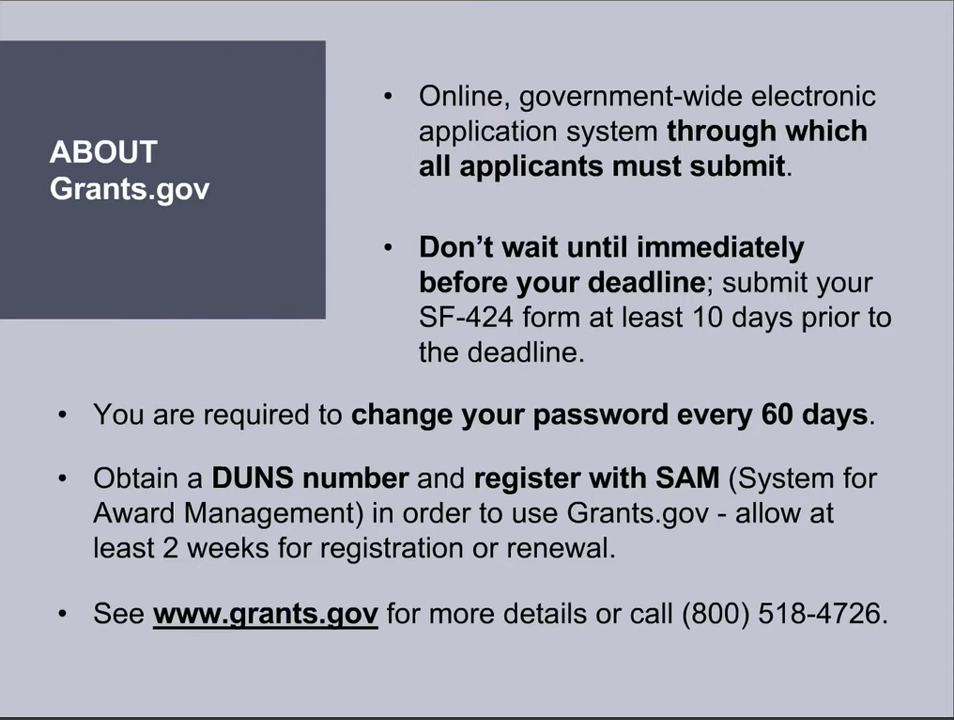 ABOUT
Grants.gov
• Online, government-wide electronic
application system through which
all applicants must submit.
• Don’t wait until immediately
before your deadline; submit your
SF-424 form at least 10 days prior to
the deadline.
• You are required to change your password every 60 days.
• Obtain a DUNS number and register with SAM (System for
Award Management) in order to use Grants.gov - allow at
least 2 weeks for registration or renewal.
• See www.grants.gov for more details or call (800) 518-4726.